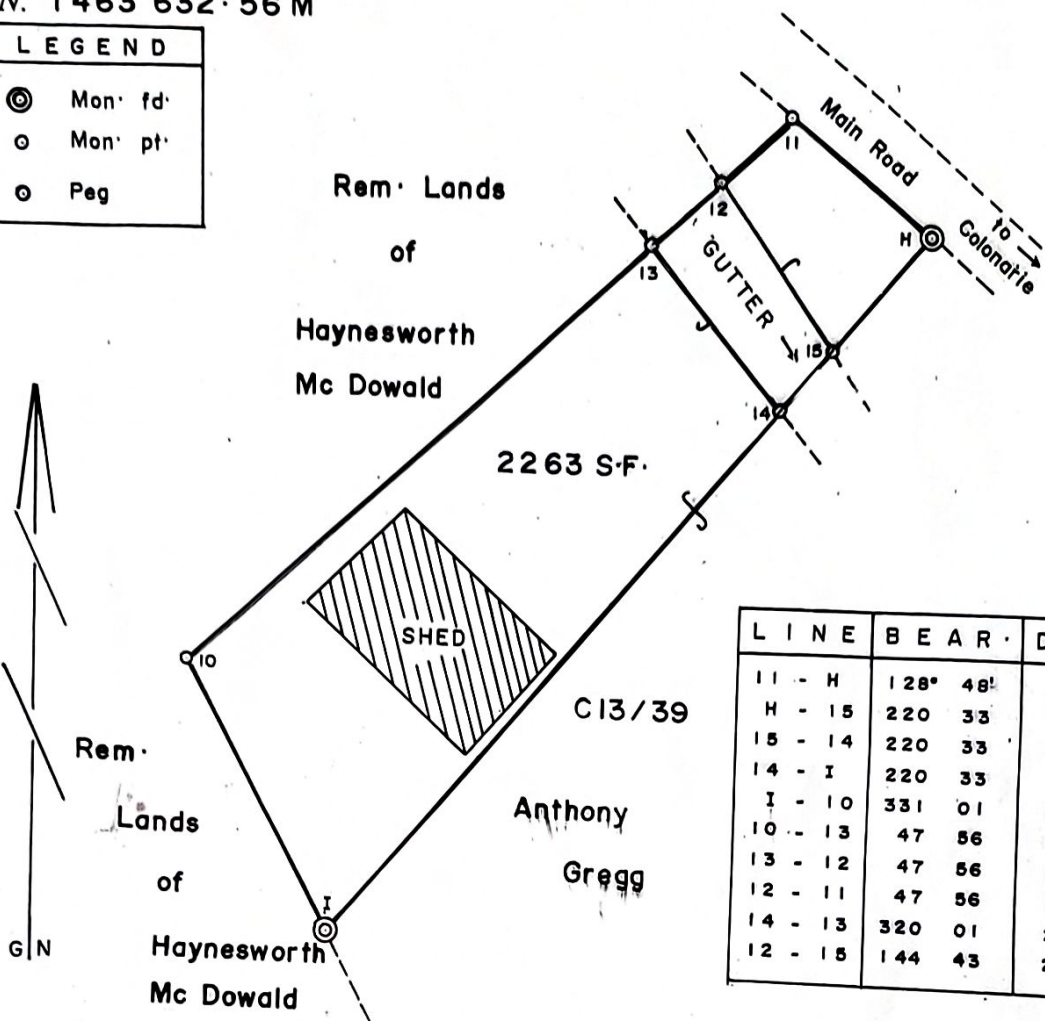 N. 1463 632·56 M
LEGEND
Mon· fd·
Mon· pt·
Peg
Rem· Lands
of
Haynesworth
Mc Dowald
Main Road
to
Colonarie
11
12
13
H
GUTTER
15
14
2263 S·F·
SHED
10
C13/39
Rem·
Lands
of
Haynesworth
Mc Dowald
I
Anthony
Gregg
GN
LINE BEAR· D
11 - H 128° 48'
H - 15 220 33
15 - 14 220 33
14 - I 220 33
I - 10 331 01
10 - 13 47 56
13 - 12 47 56
12 - 11 47 56
14 - 13 320 01
12 - 15 144 43